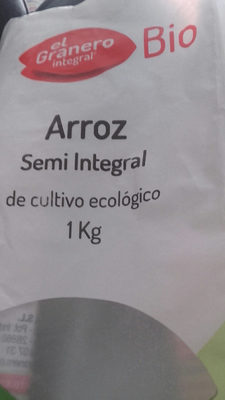 el
Granero
integral
Bio
Arroz
Semi Integral
de cultivo ecológico
1 Kg